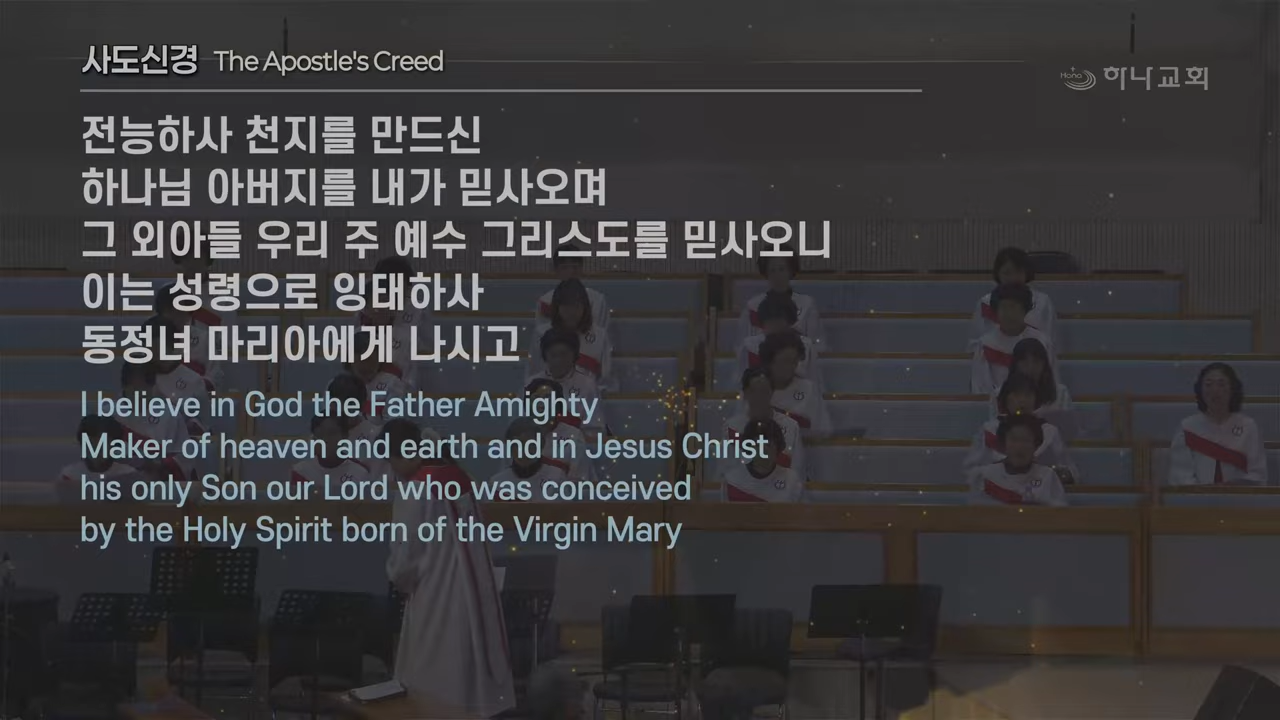 사도신경 The Apostle's Creed
Hana 하나교회
전능하사 천지를 만드신
하나님 아버지를 내가 믿사오며
그 외아들 우리 주 예수 그리스도를 믿사오니
이는 성령으로 잉태하사
동정녀 마리아에게 나시고
I believe in God the Father Amighty
Maker of heaven and earth and in Jesus Christ
his only Son our Lord who was conceived
by the Holy Spirit born of the Virgin Mary